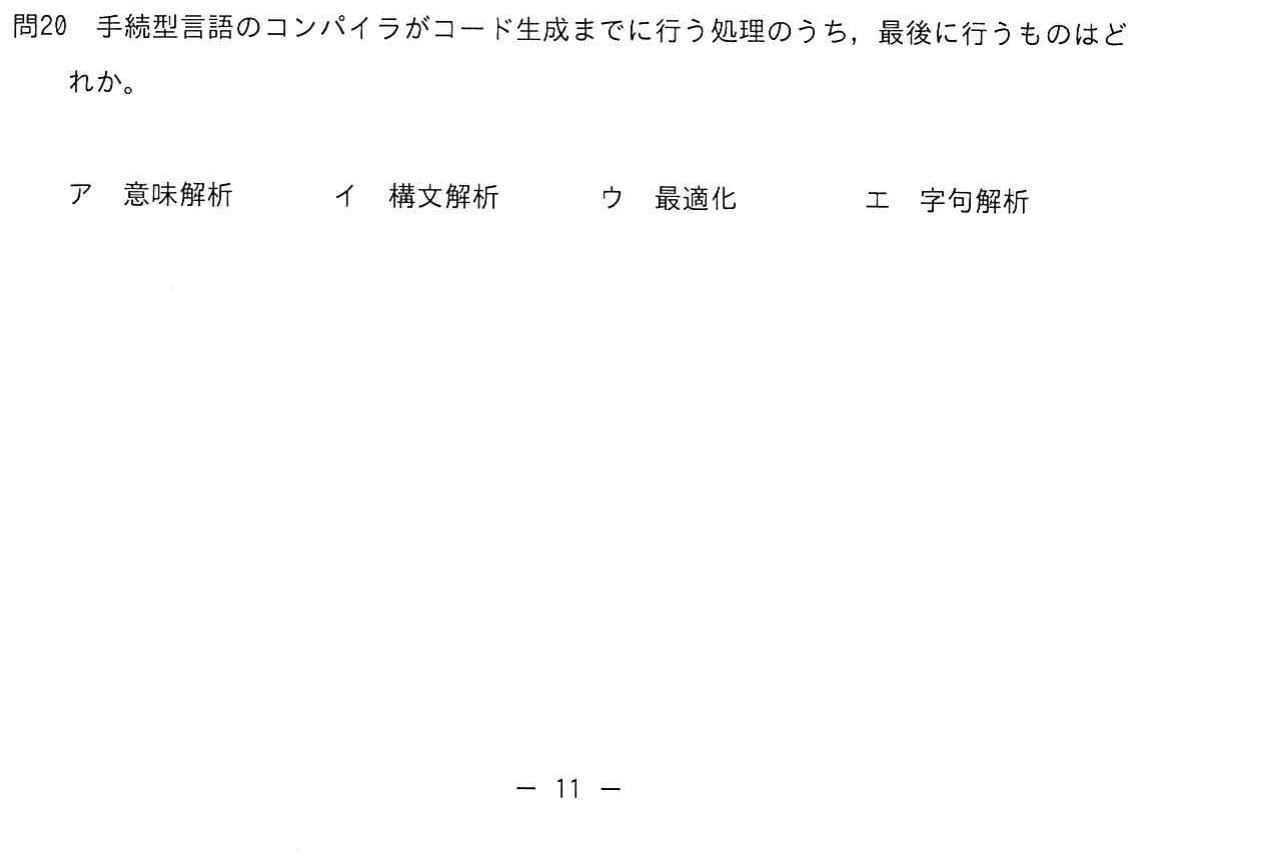 問20　手続型言語のコンパイラがコード生成までに行う処理のうち，最後に行うものはど
れか。
ア　意味解析　イ　構文解析　ウ　最適化　エ　字句解析
－ 11 －